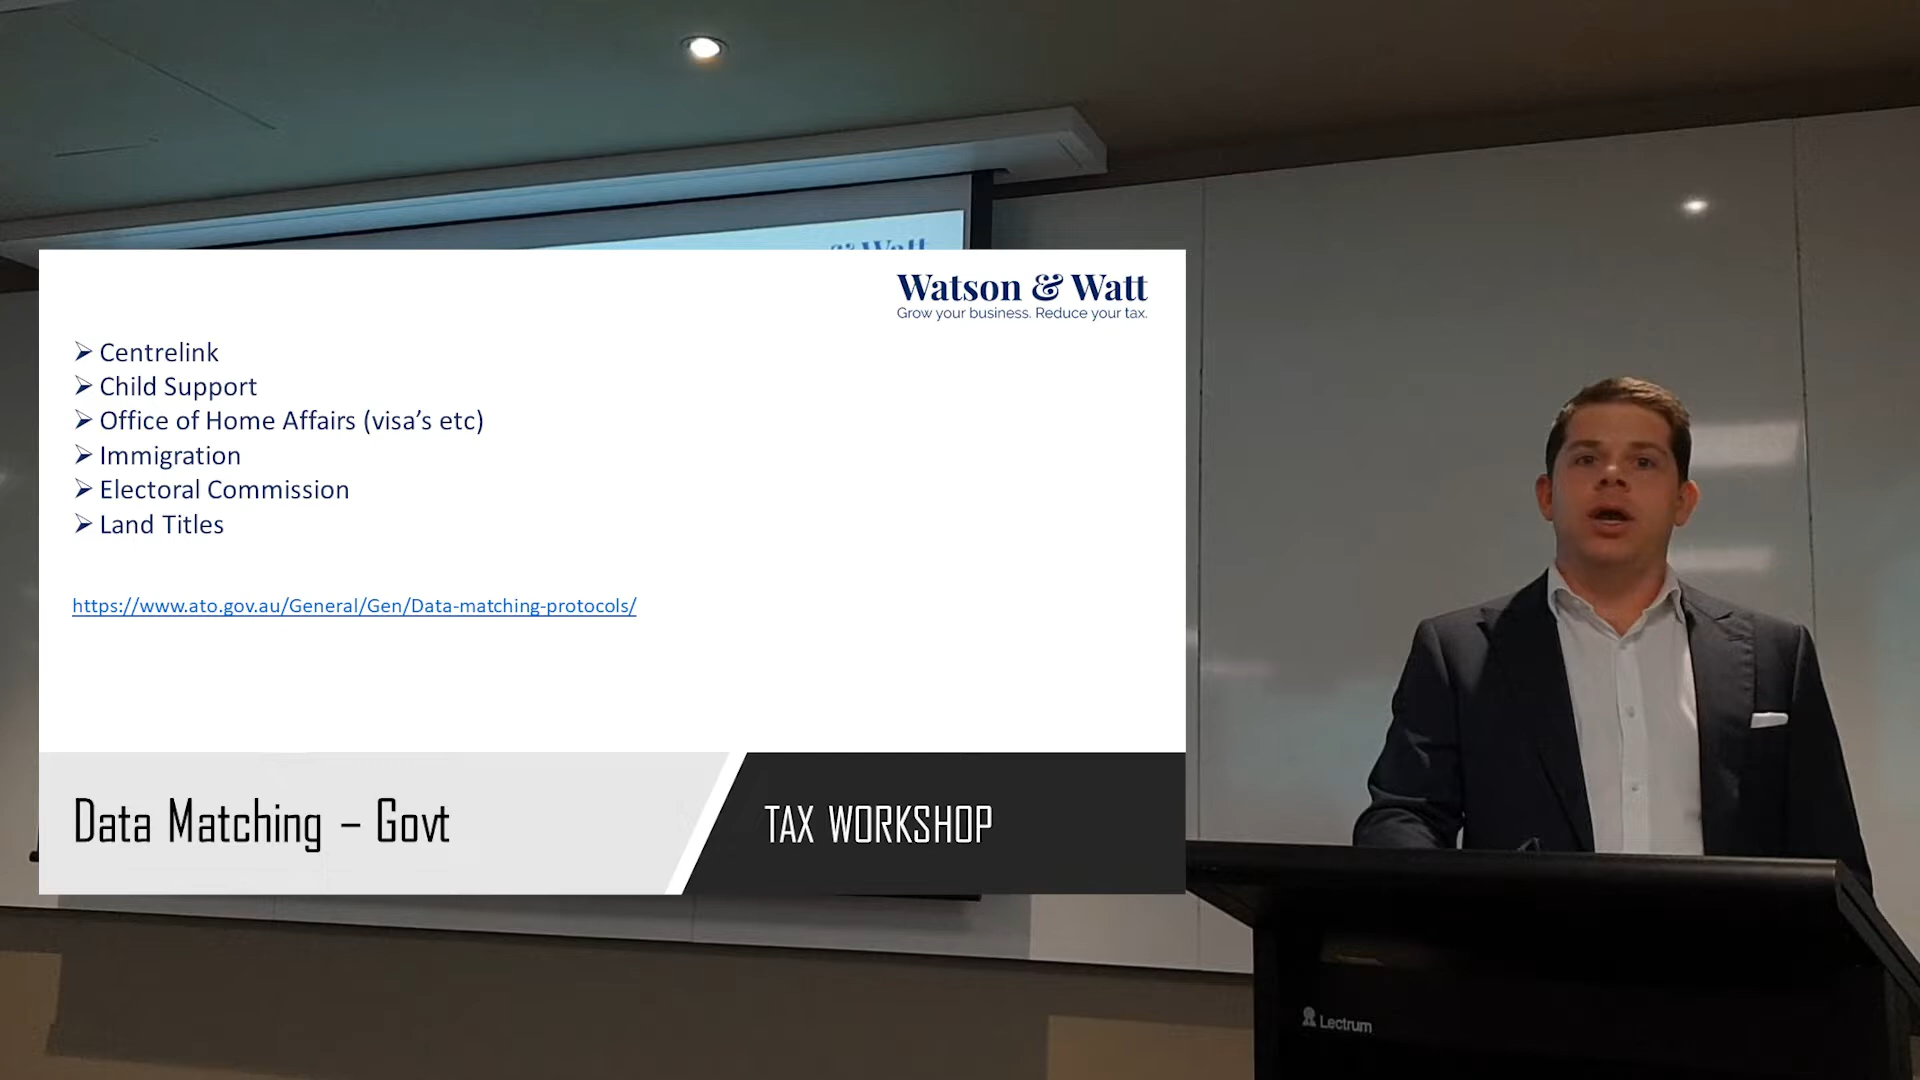 & Watt
Watson & Watt
Grow your business. Reduce your tax.
➢ Centrelink
➢ Child Support
➢ Office of Home Affairs (visa’s etc)
➢ Immigration
➢ Electoral Commission
➢ Land Titles
https://www.ato.gov.au/General/Gen/Data-matching-protocols/
Data Matching – Govt
TAX WORKSHOP
Lectrum